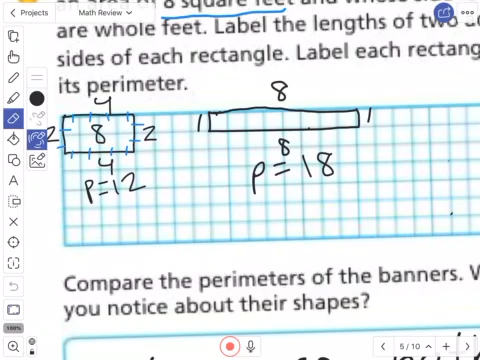 Projects
Math Review
8 square feet and whose si
are whole feet. Label the lengths of two
sides of each rectangle. Label each rectang
its perimeter.
4
8
2
8
2
1
1
4
8
p=12
p=18
Compare the perimeters of the banners. W
you notice about their shapes?
100%
5 / 10